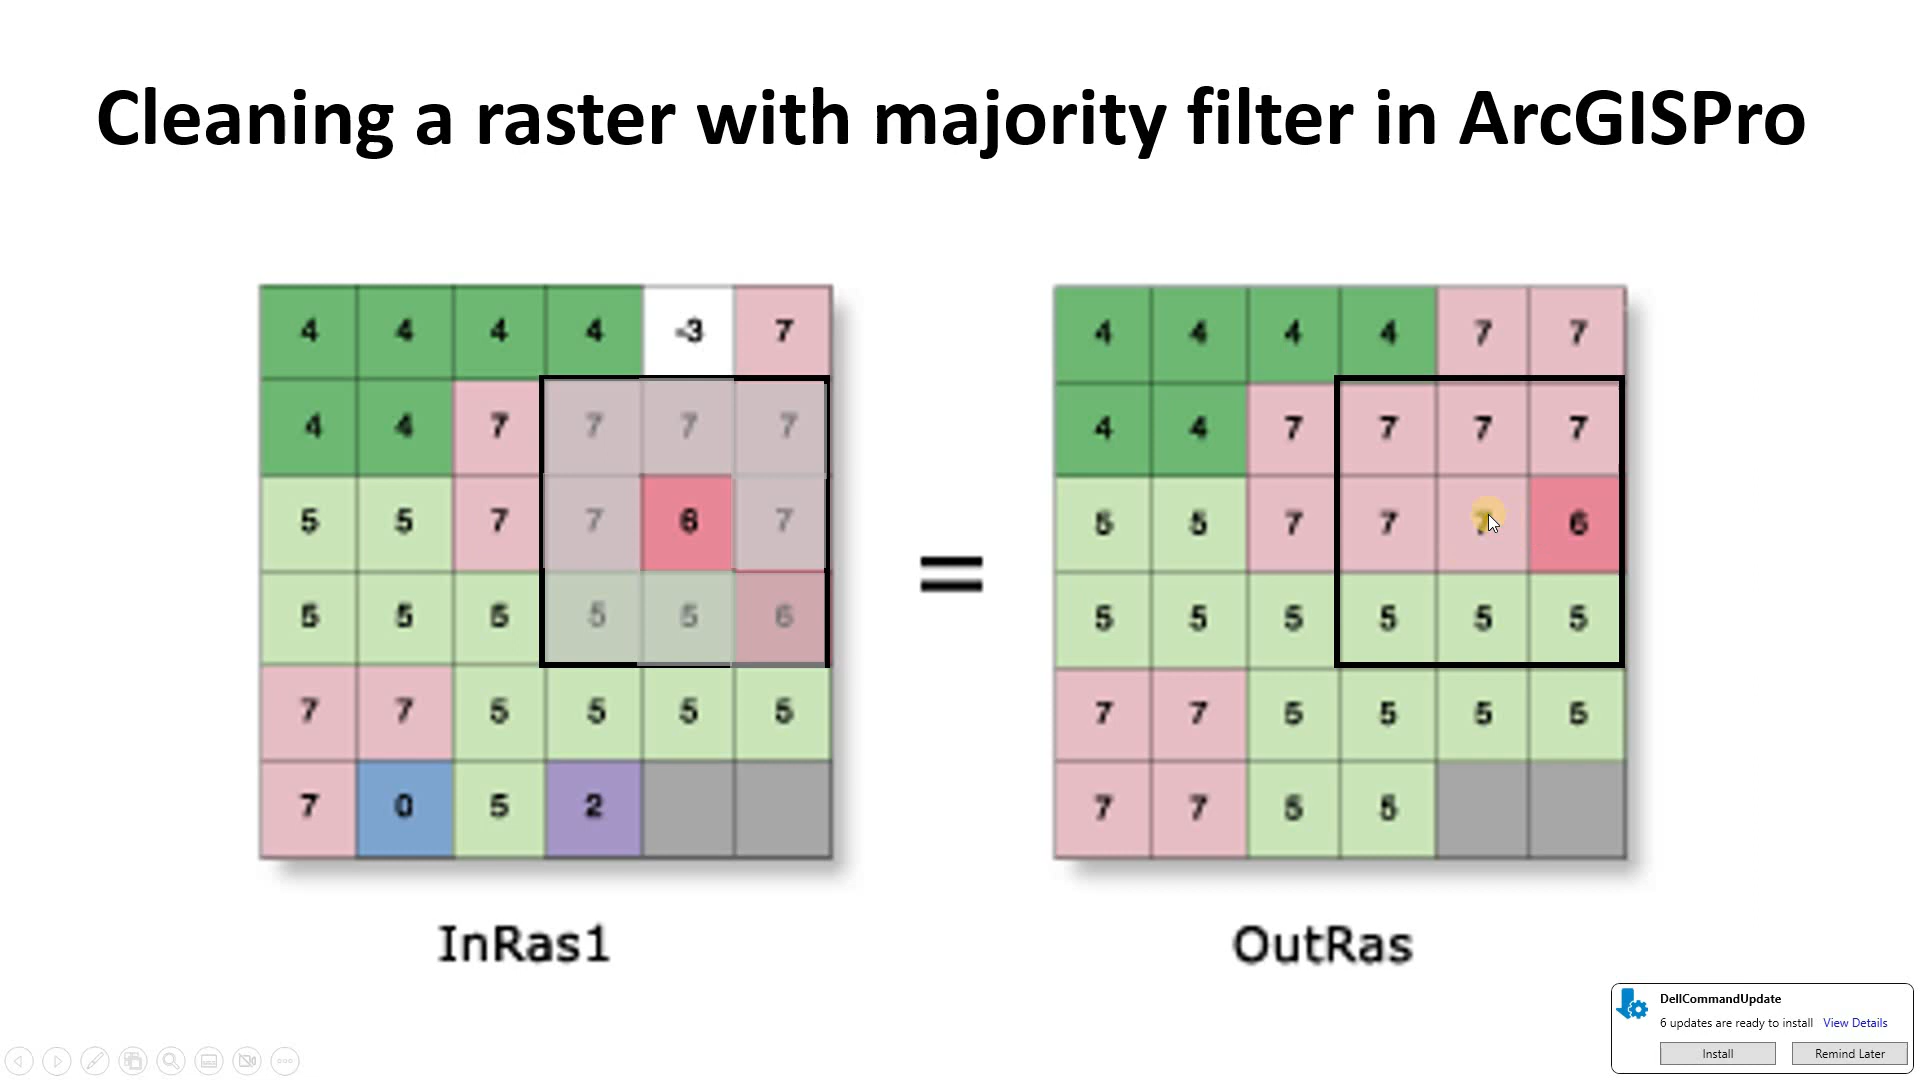 Cleaning a raster with majority filter in ArcGISPro
4 4 4 4 -3 7
4 4 7 7 7 7
5 5 7 7 6 7
5 5 5 5 5 6
7 7 5 5 5 5
7 0 5 2
=
4 4 4 4 7 7
4 4 7 7 7 7
5 5 7 7 7 6
5 5 5 5 5 5
7 7 5 5 5 5
7 7 5 5
InRas1
OutRas
DellCommandUpdate
6 updates are ready to install View Details
Install Remind Later